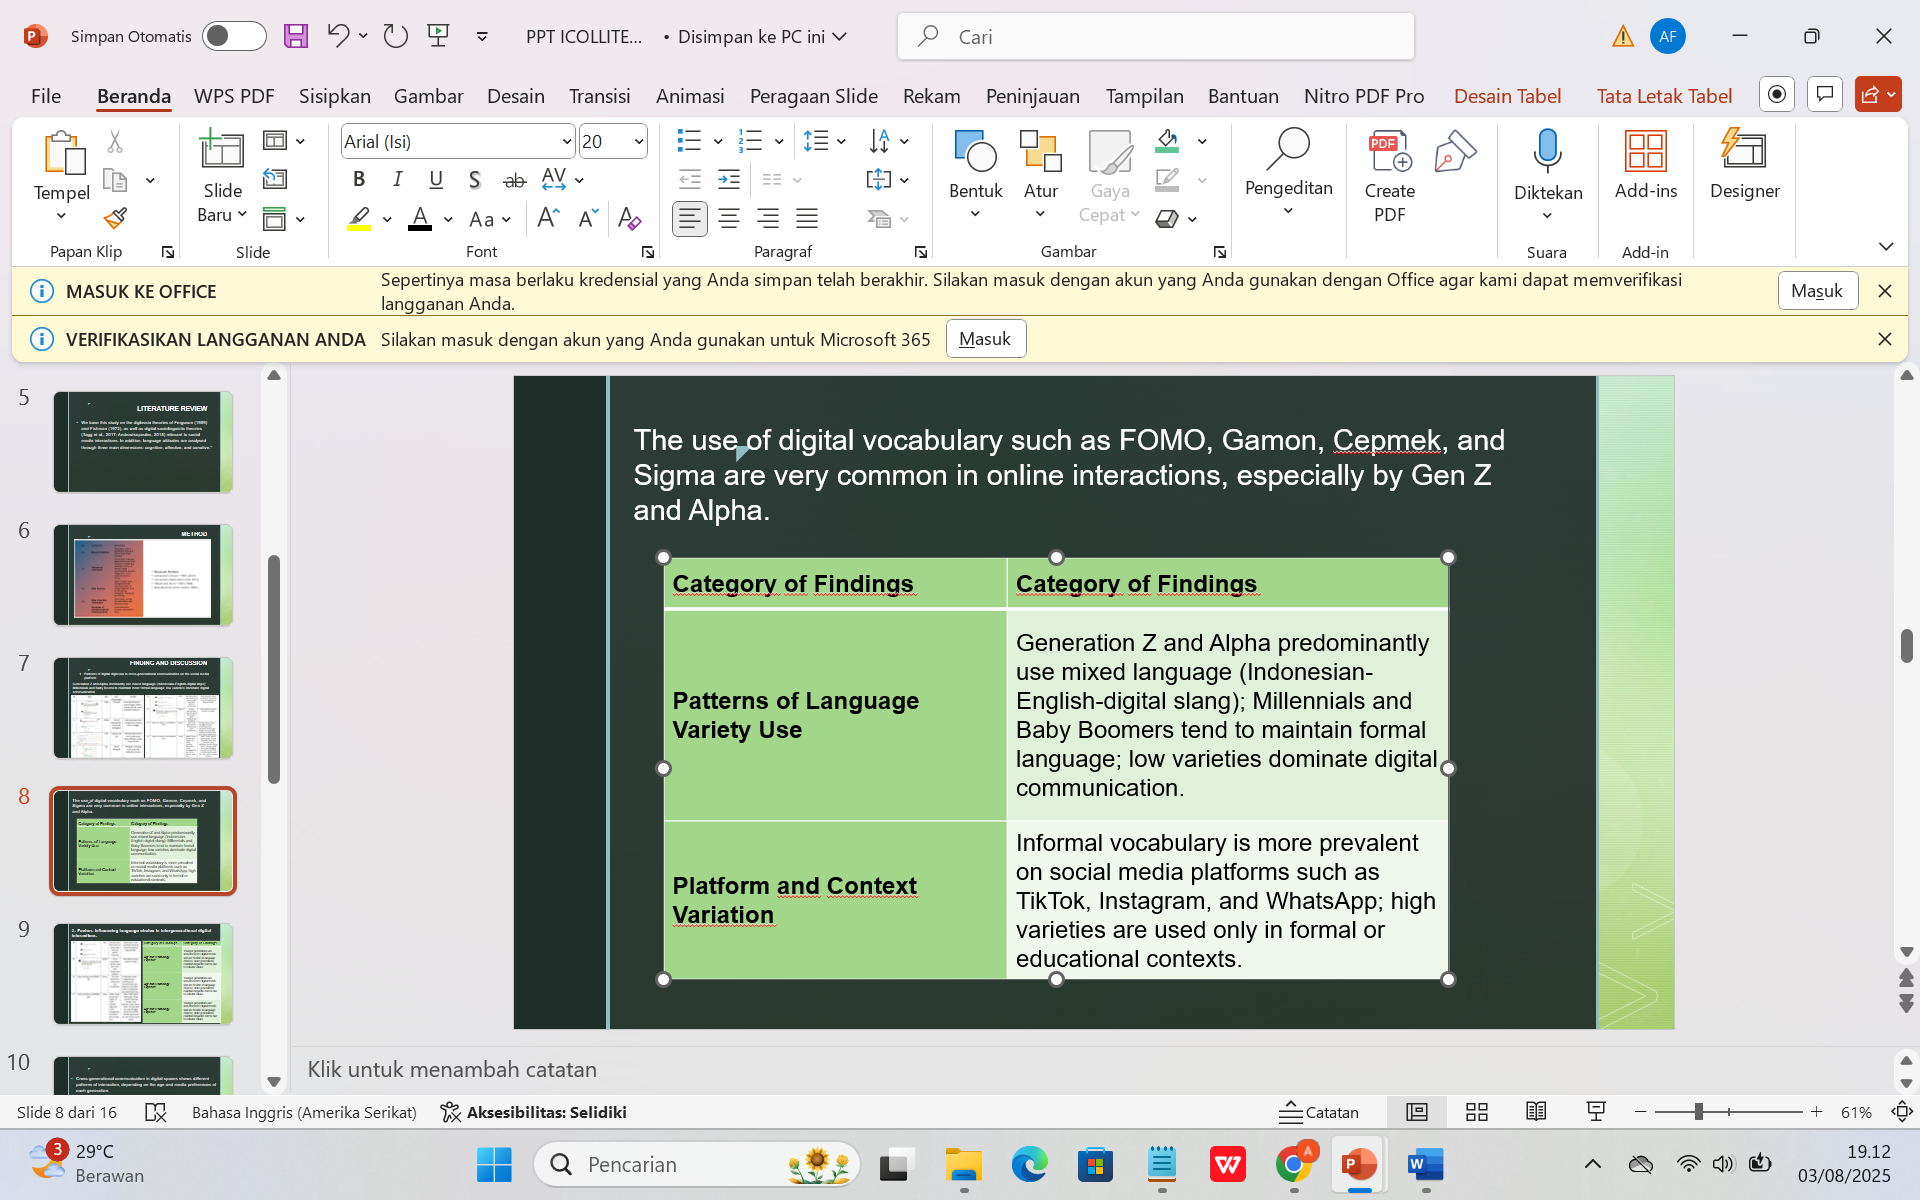 Simpan Otomatis
PPT ICOLLITE... • Disimpan ke PC ini
Cari
AF
File Beranda WPS PDF Sisipkan Gambar Desain Transisi Animasi Peragaan Slide Rekam Peninjauan Tampilan Bantuan Nitro PDF Pro Desain Tabel Tata Letak Tabel
Tempel
Slide
Baru
Arial (Isi) 20
Bentuk
Atur
Gaya
Cepat
Pengeditan
Create
PDF
Diktekan
Add-ins
Designer
Papan Klip Slide Font Paragraf Gambar Suara Add-in
MASUK KE OFFICE
Sepertinya masa berlaku kredensial yang Anda simpan telah berakhir. Silakan masuk dengan akun yang Anda gunakan dengan Office agar kami dapat memverifikasi
langganan Anda.
Masuk
VERIFIKASIKAN LANGGANAN ANDA Silakan masuk dengan akun yang Anda gunakan untuk Microsoft 365 Masuk
5
LITERATURE REVIEW
6
METHOD
7
FINDING AND DISCUSSION
8
9
10
The use of digital vocabulary such as FOMO, Gamon, Cepmek, and
Sigma are very common in online interactions, especially by Gen Z
and Alpha.
Category of Findings
Category of Findings
Patterns of Language
Variety Use
Generation Z and Alpha predominantly
use mixed language (Indonesian-
English-digital slang); Millennials and
Baby Boomers tend to maintain formal
language; low varieties dominate digital
communication.
Platform and Context
Variation
Informal vocabulary is more prevalent
on social media platforms such as
TikTok, Instagram, and WhatsApp; high
varieties are used only in formal or
educational contexts.
Klik untuk menambah catatan
Slide 8 dari 16 Bahasa Inggris (Amerika Serikat) Aksesibilitas: Selidiki Catatan 61%
3
29°C
Berawan
Pencarian
19.12
03/08/2025